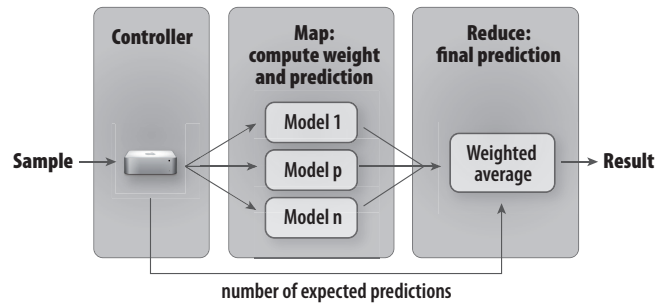 Controller
Map:
compute weight
and prediction
Reduce:
final prediction
Sample
Model 1
Model p
Model n
Weighted
average
Result
number of expected predictions